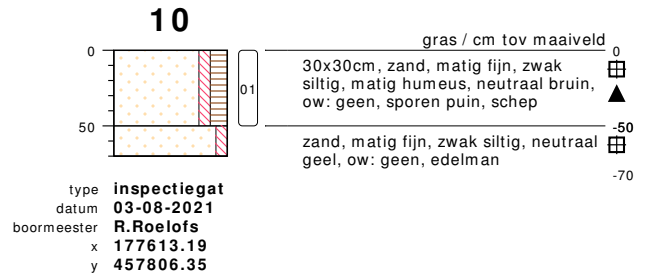 10
gras / cm tov maaiveld
0
0
30x30cm, zand, matig fijn, zwak
siltig, matig humeus, neutraal bruin,
ow: geen, sporen puin, schep
01
50
-50
zand, matig fijn, zwak siltig, neutraal
geel, ow: geen, edelman
-70
type inspectiegat
datum 03-08-2021
boormeester R.Roelofs
x 177613.19
y 457806.35